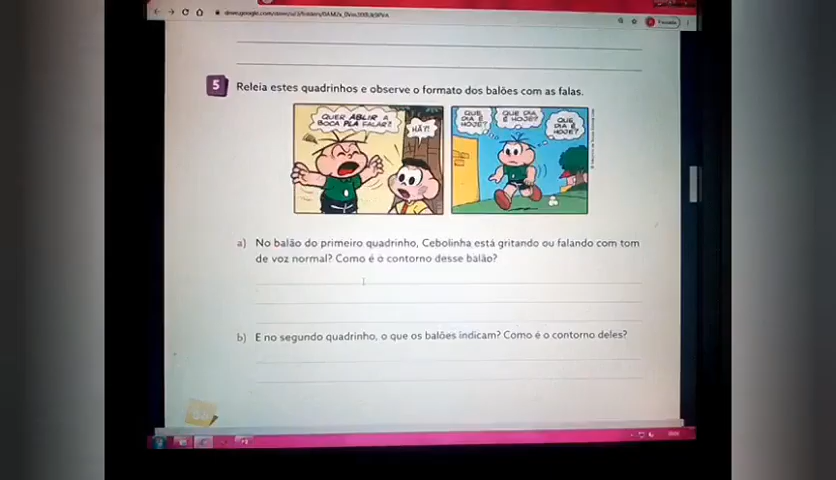 5 Releia estes quadrinhos e observe o formato dos balões com as falas.
QUER ABLIR A
BOCA PLA FALAR?!
HÃ?!
QUE
DIA É
HOJE?
QUE DIA
É HOJE?
QUE
DIA É
HOJE?
a) No balão do primeiro quadrinho, Cebolinha está gritando ou falando com tom
de voz normal? Como é o contorno desse balão?
b) E no segundo quadrinho, o que os balões indicam? Como é o contorno deles?